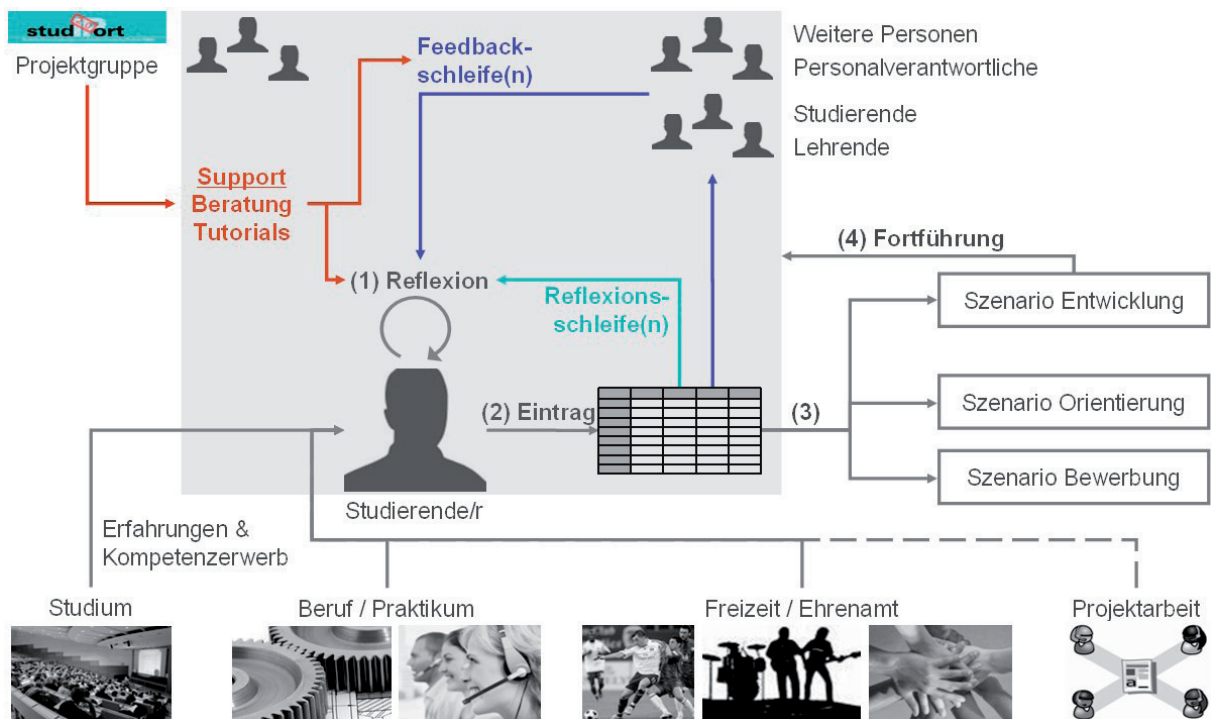 Projektgruppe
Feedback-
schleife(n)
Weitere Personen
Personalverantwortliche
Studierende
Lehrende
Support
Beratung
Tutorials
(4) Fortführung
(1) Reflexion
Reflexions-
schleife(n)
Szenario Entwicklung
(2) Eintrag
(3)
Szenario Orientierung
Szenario Bewerbung
Studierende/r
Erfahrungen &
Kompetenzerwerb
Studium
Beruf / Praktikum
Freizeit / Ehrenamt
Projektarbeit